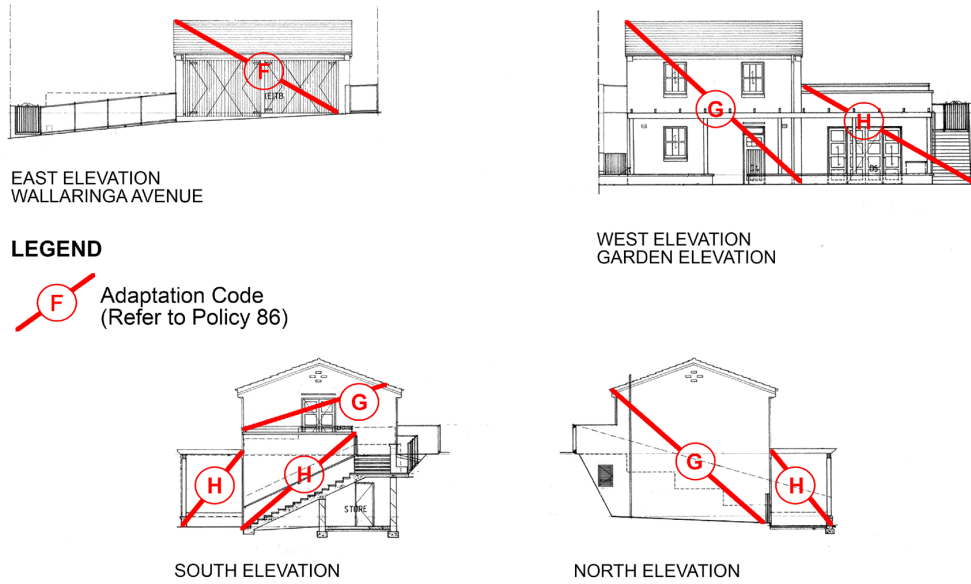 F
EAST ELEVATION
WALLARINGA AVENUE
G
H
D5
WEST ELEVATION
GARDEN ELEVATION
LEGEND
F
Adaptation Code
(Refer to Policy 86)
G
H
H
STORE
SOUTH ELEVATION
G
H
NORTH ELEVATION